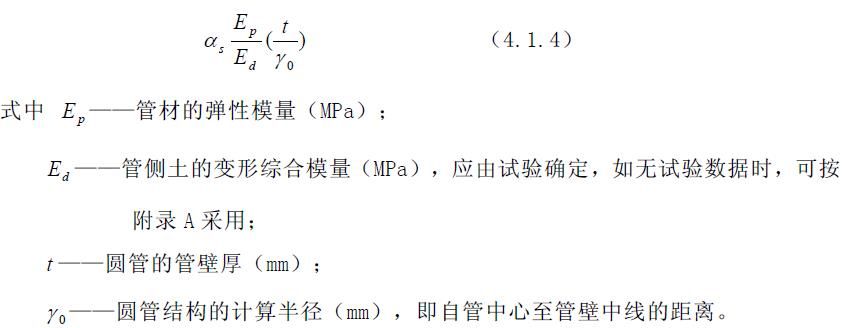 α_s \frac{E_p}{E_d}(\frac{t}{γ_0}) （4.1.4）
式中 E_p——管材的弹性模量（MPa）；
E_d——管侧土的变形综合模量（MPa），应由试验确定，如无试验数据时，可按
附录 A 采用；
t——圆管的管壁厚（mm）；
γ_0——圆管结构的计算半径（mm），即自管中心至管壁中线的距离。